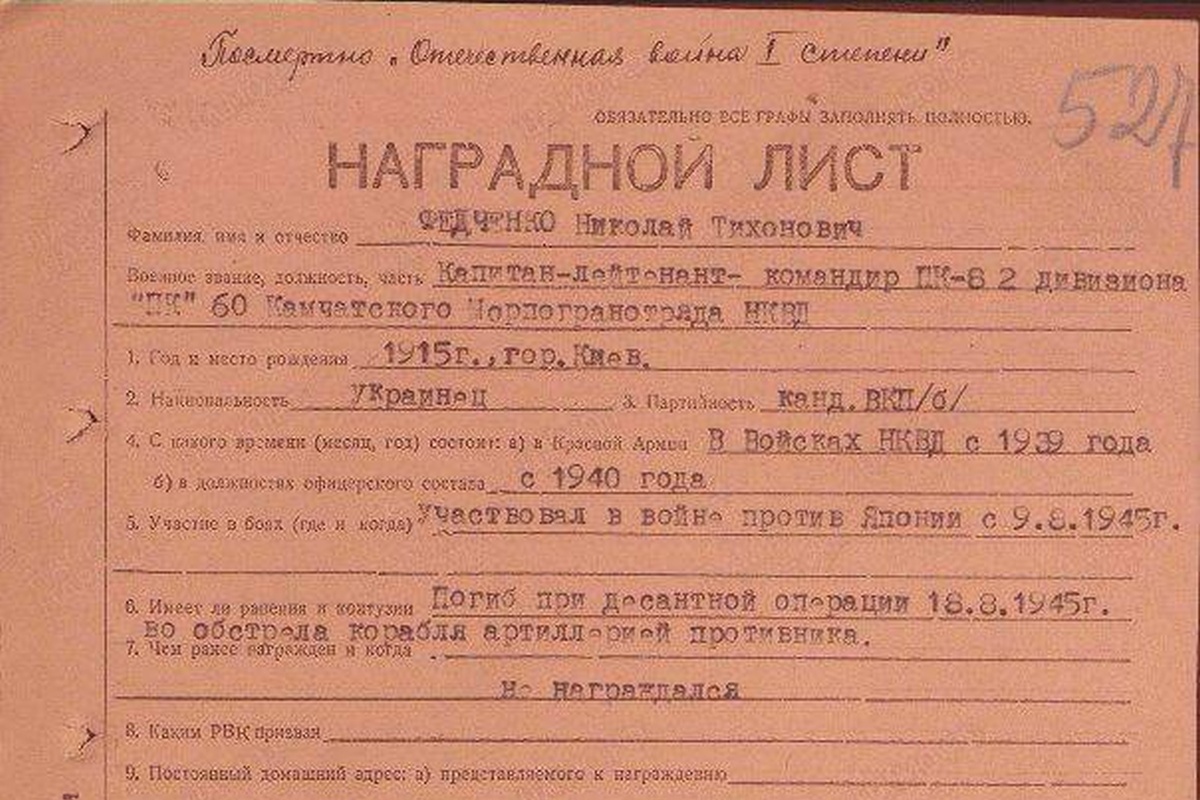 Посмертно „Отечественная война I степени"
527
ОБЯЗАТЕЛЬНО ВСЕ ГРАФЫ ЗАПОЛНЯТЬ ПОЛНОСТЬЮ.
НАГРАДНОЙ ЛИСТ
Фамилия, имя и отчество ФЕДЧЕНКО Николай Тихонович
Военное звание, должность, часть Капитан-лейтенант- командир ПК-8 2 дивизиона
"ПК" 60 Камчатского Морпогранотряда НКВД
1. Год и место рождения 1915г.,гор.Киев.
2. Национальность Украинец 3. Партийность канд.ВКП/б/
4. С какого времени (месяц, год) состоит: а) в Красной Армии В Войсках НКВД с 1939 года
б) в должностях офицерского состава с 1940 года
5. Участие в боях (где и когда) Участвовал в войне против Японии с 9.8.1945г.
6. Имеет ли ранения и контузии Погиб при десантной операции 18.8.1945г.
во обстрела корабля артиллерией противника.
7. Чем ранее награжден и когда
Не награждался
8. Каким РВК призван
9. Постоянный домашний адрес: а) представляемого к награждению